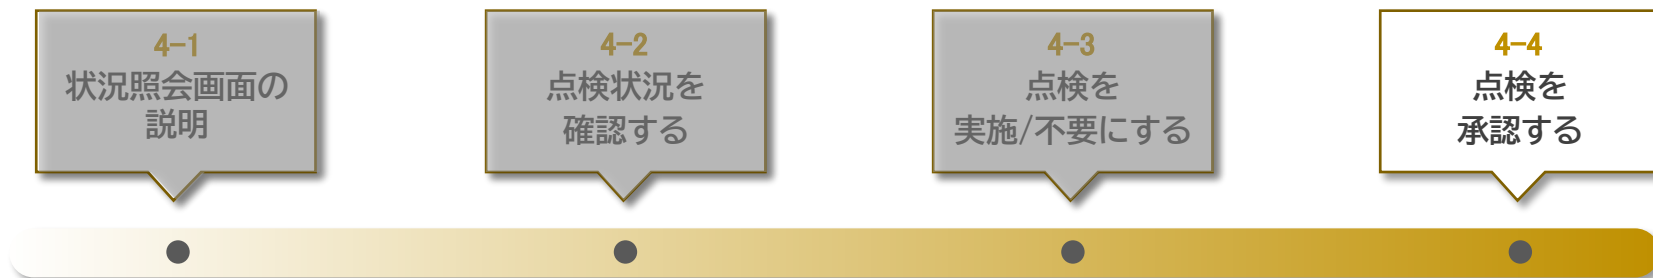 4-1
状況照会画面の
説明
4-2
点検状況を
確認する
4-3
点検を
実施/不要にする
4-4
点検を
承認する